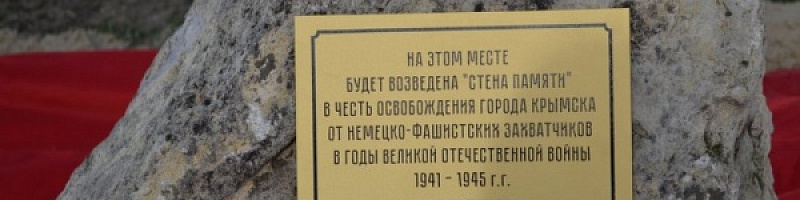 НА ЭТОМ МЕСТЕ
БУДЕТ ВОЗВЕДЕНА "СТЕНА ПАМЯТИ"
В ЧЕСТЬ ОСВОБОЖДЕНИЯ ГОРОДА КРЫМСКА
ОТ НЕМЕЦКО-ФАШИСТСКИХ ЗАХВАТЧИКОВ
В ГОДЫ ВЕЛИКОЙ ОТЕЧЕСТВЕННОЙ ВОЙНЫ
1941 - 1945 г.г.